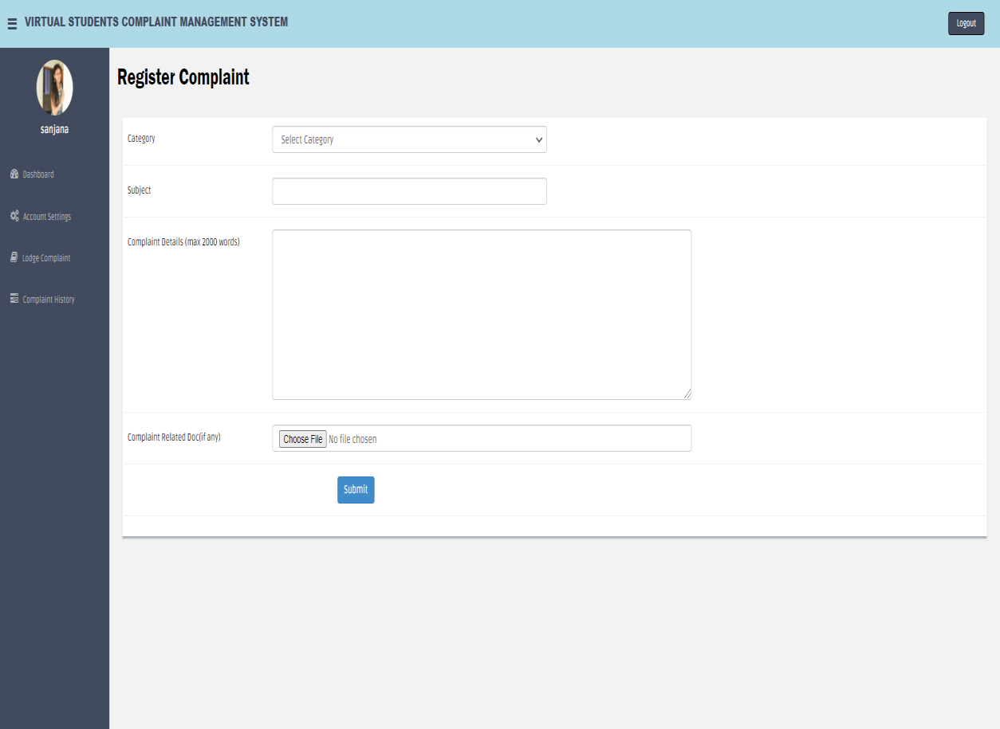 VIRTUAL STUDENTS COMPLAINT MANAGEMENT SYSTEM
Logout
sanjana
Dashboard
Account Settings
Lodge Complaint
Complaint History
Register Complaint
Category
Select Category
Subject
Complaint Details (max 2000 words)
Complaint Related Doc(if any)
Choose File No file chosen
Submit